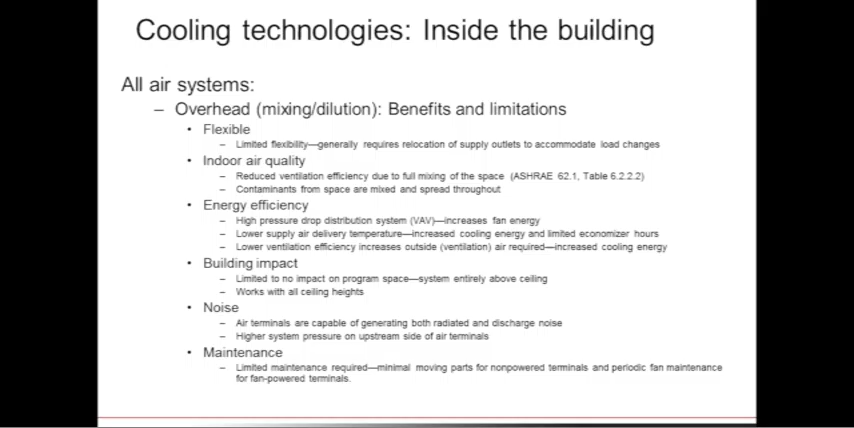 Cooling technologies: Inside the building
All air systems:
– Overhead (mixing/dilution): Benefits and limitations
• Flexible
– Limited flexibility—generally requires relocation of supply outlets to accommodate load changes
• Indoor air quality
– Reduced ventilation efficiency due to full mixing of the space (ASHRAE 62.1, Table 6.2.2.2)
– Contaminants from space are mixed and spread throughout
• Energy efficiency
– High pressure drop distribution system (VAV)—increases fan energy
– Lower supply air delivery temperature—increased cooling energy and limited economizer hours
– Lower ventilation efficiency increases outside (ventilation) air required—increased cooling energy
• Building impact
– Limited to no impact on program space—system entirely above ceiling
– Works with all ceiling heights
• Noise
– Air terminals are capable of generating both radiated and discharge noise
– Higher system pressure on upstream side of air terminals
• Maintenance
– Limited maintenance required—minimal moving parts for nonpowered terminals and periodic fan maintenance
for fan-powered terminals.